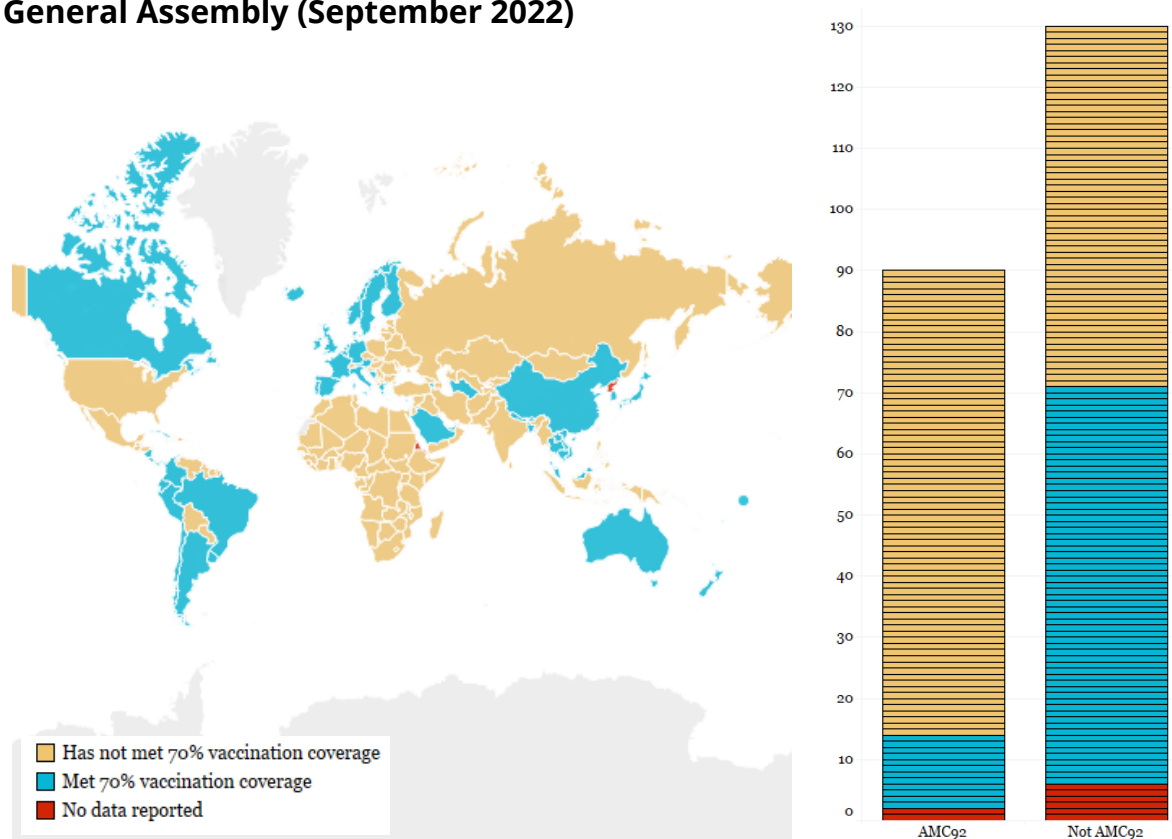 General Assembly (September 2022)
130
120
110
100
90
80
70
60
50
40
30
20
10
0
AMC92
Not AMC92
Has not met 70% vaccination coverage
Met 70% vaccination coverage
No data reported